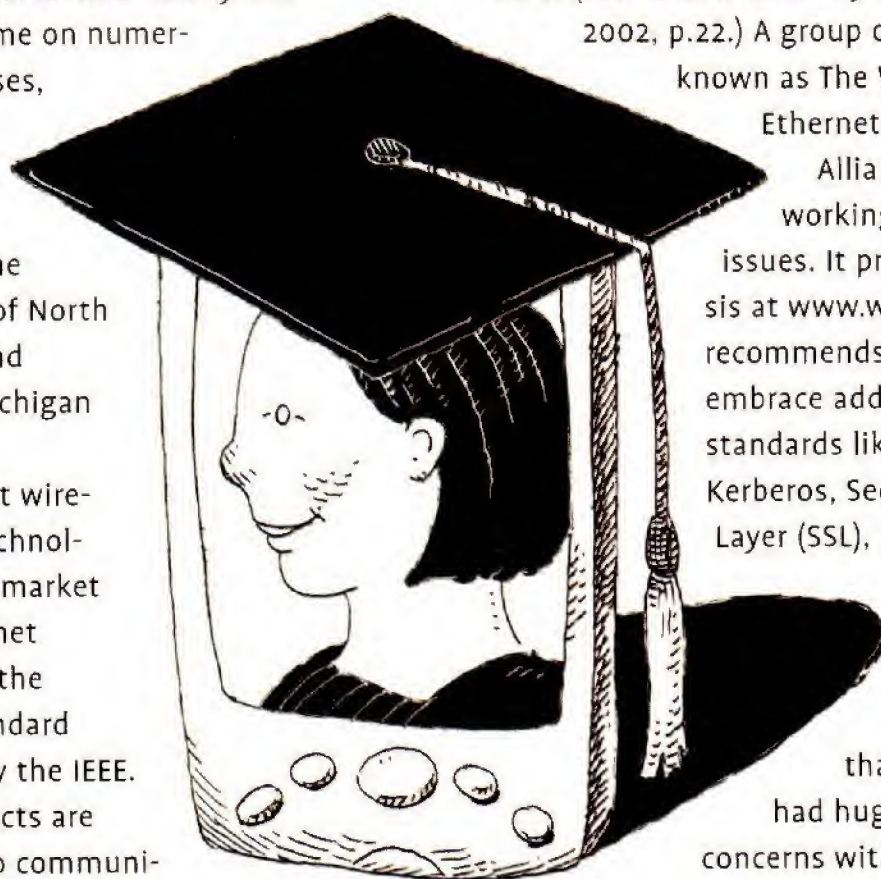 me on numer-
ses,
of North
chigan
t wire-
chnol-
market
net
the
ndard
y the IEEE.
cts are
o communi-
2002, p.22.) A group o
known as The
Ethernet
Allia
working
issues. It pr
sis at www.w
recommends
embrace add
standards lik
Kerberos, Sec
Layer (SSL),
tha
had hug
concerns wit